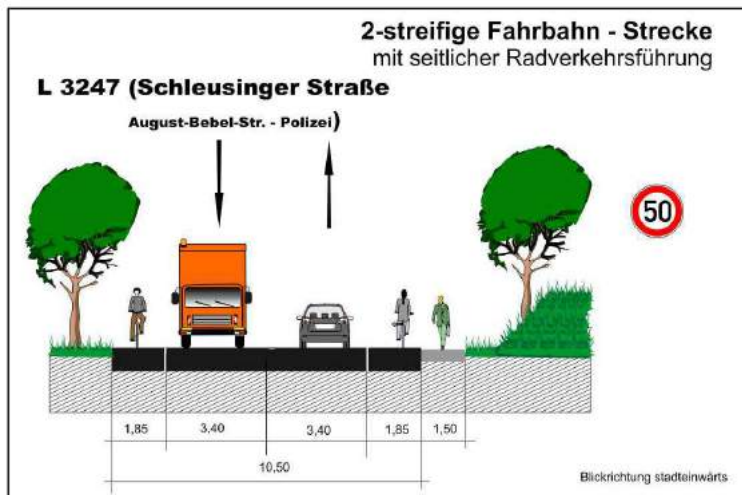 2-streifige Fahrbahn - Strecke
mit seitlicher Radverkehrsführung
L 3247 (Schleusinger Straße
August-Bebel-Str. - Polizei)
50
1,85 3,40 3,40 1,85 1,50
10,50
Blickrichtung stadteinwärts